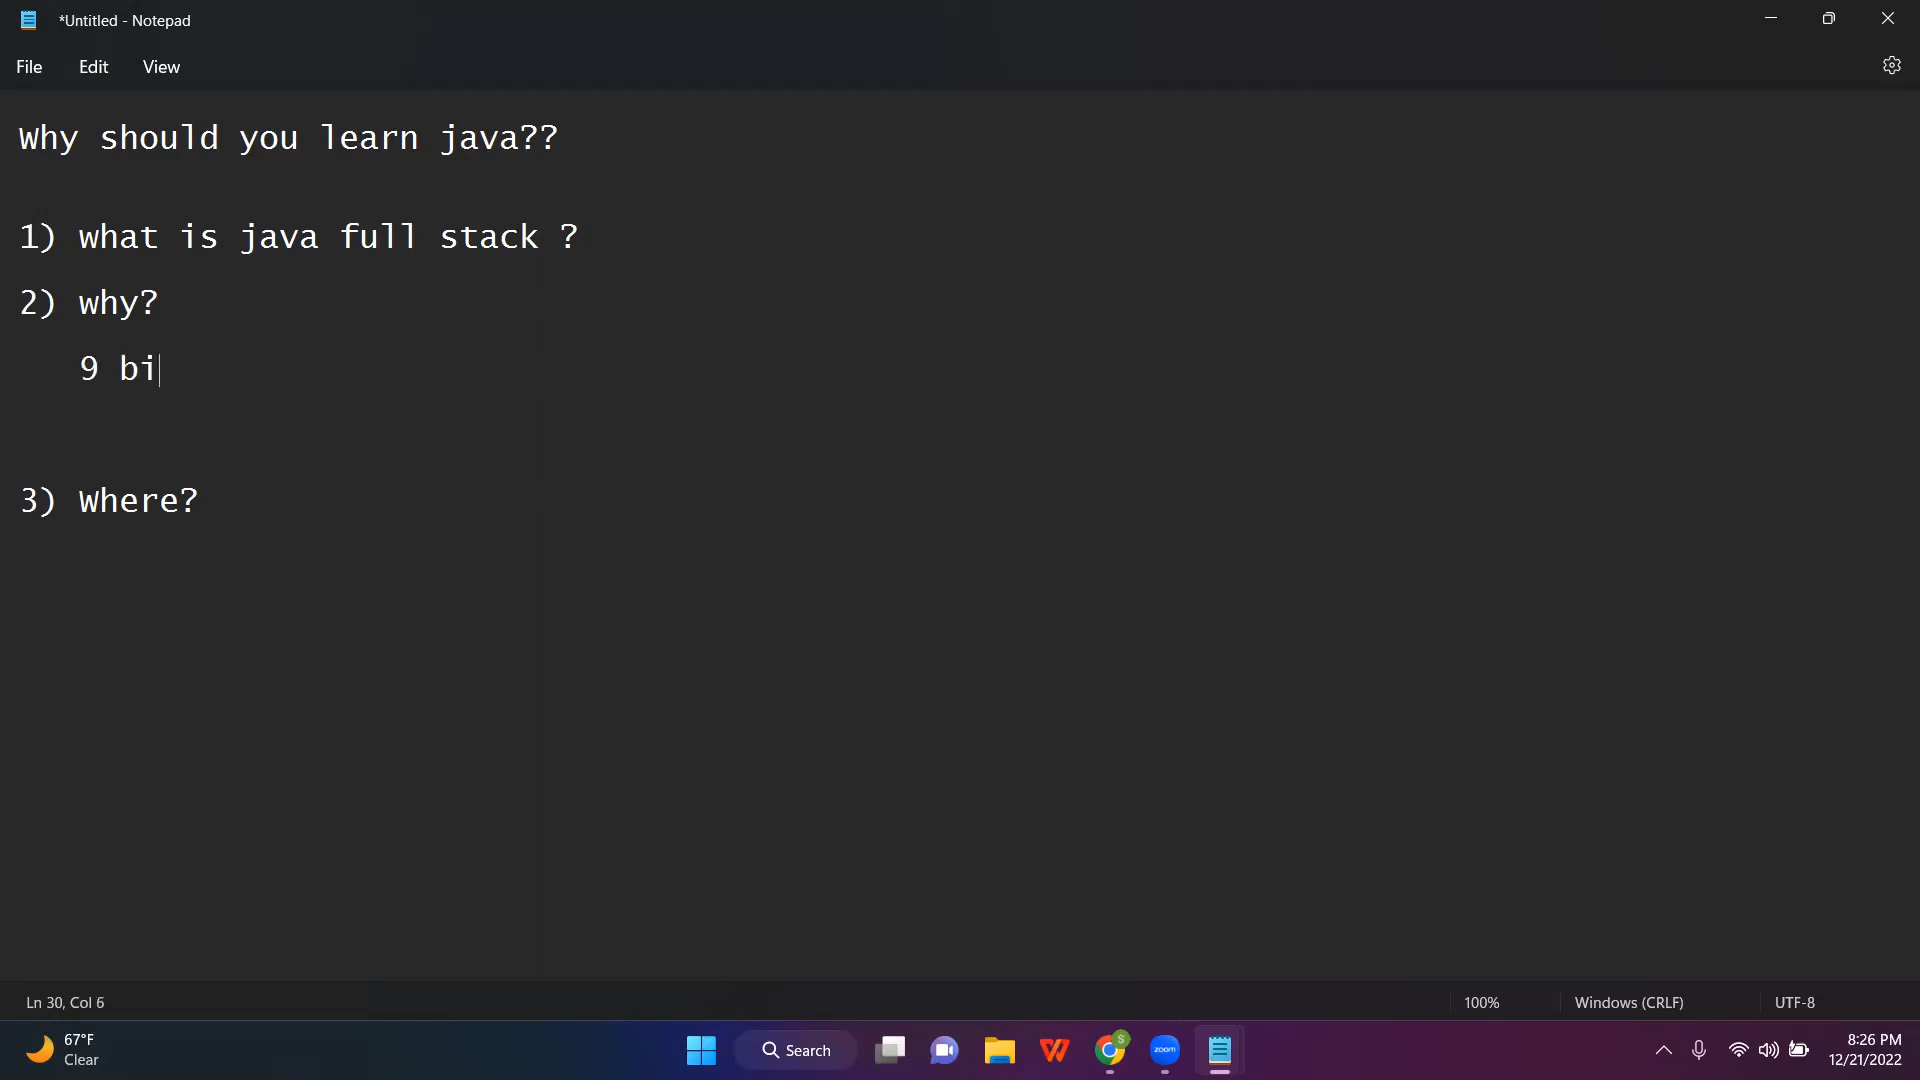 *Untitled - Notepad
File Edit View
Why should you learn java??
1) what is java full stack ?
2) why?
9 bi
3) Where?
Ln 30, Col 6
100%
Windows (CRLF)
UTF-8
67°F
Clear
Search
S
zoom
8:26 PM
12/21/2022